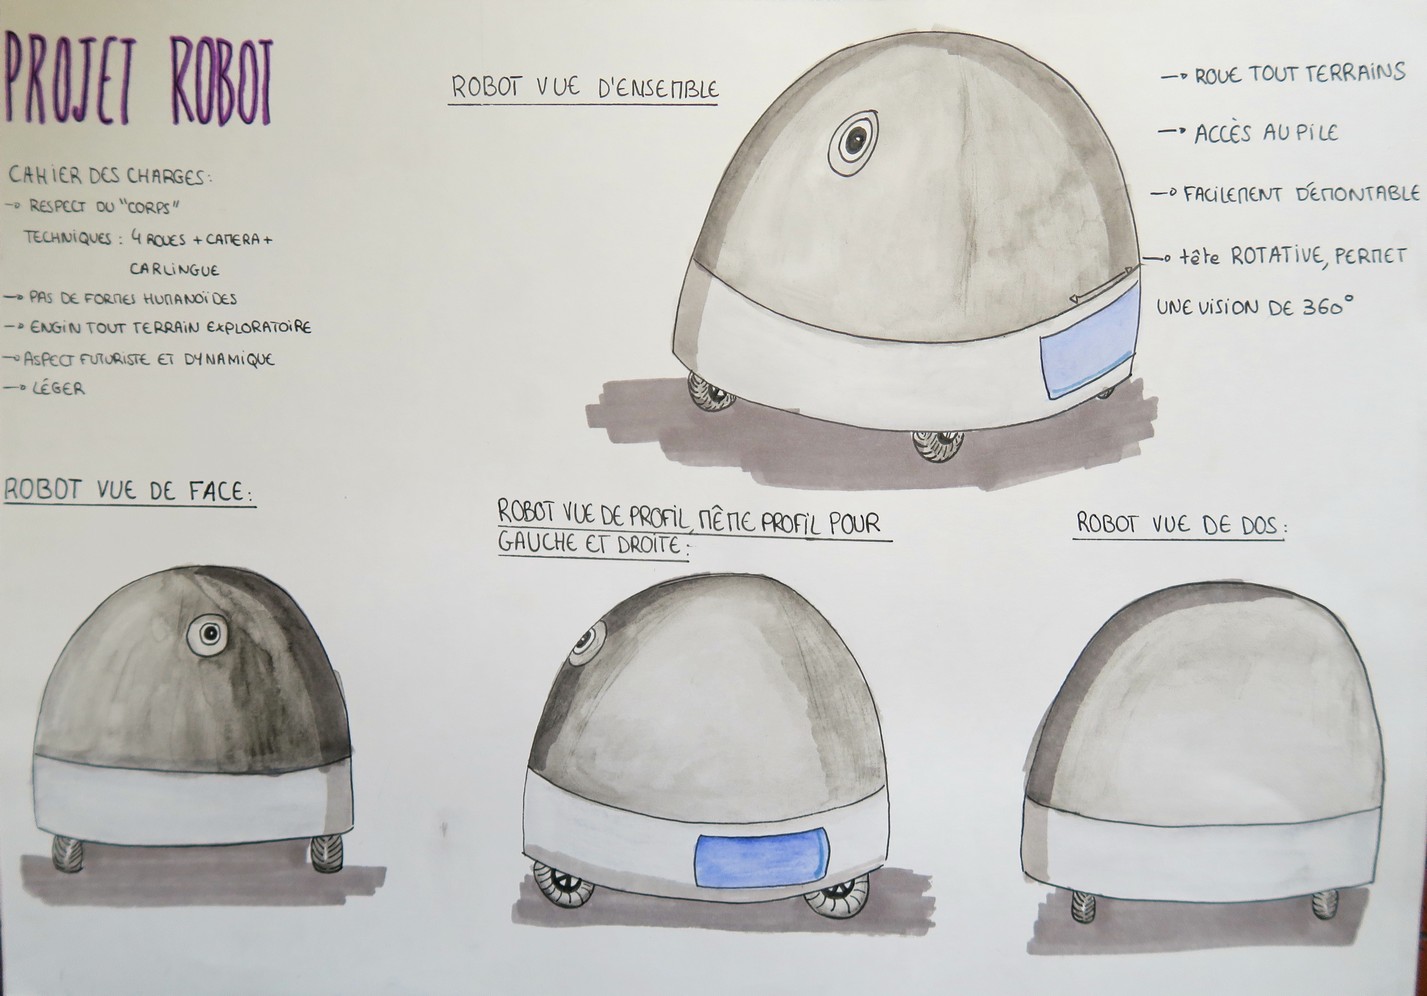 PROJET ROBOT
CAHIER DES CHARGES:
→ RESPECT DU "CORPS"
TECHNIQUES : 4 ROUES + CAMERA +
CARLINGUE
→ PAS DE FORMES HUMANOÏDES
→ ENGIN TOUT TERRAIN EXPLORATOIRE
→ ASPECT FUTURISTE ET DYNAMIQUE
→ LÉGER
ROBOT VUE D'ENSEMBLE
→ ROUE TOUT TERRAINS
→ ACCÈS AU PILE
→ FACILEMENT DÉMONTABLE
→ tête ROTATIVE, PERMET
UNE VISION DE 360°
ROBOT VUE DE FACE:
ROBOT VUE DE PROFIL, MÊME PROFIL POUR
GAUCHE ET DROITE:
ROBOT VUE DE DOS: